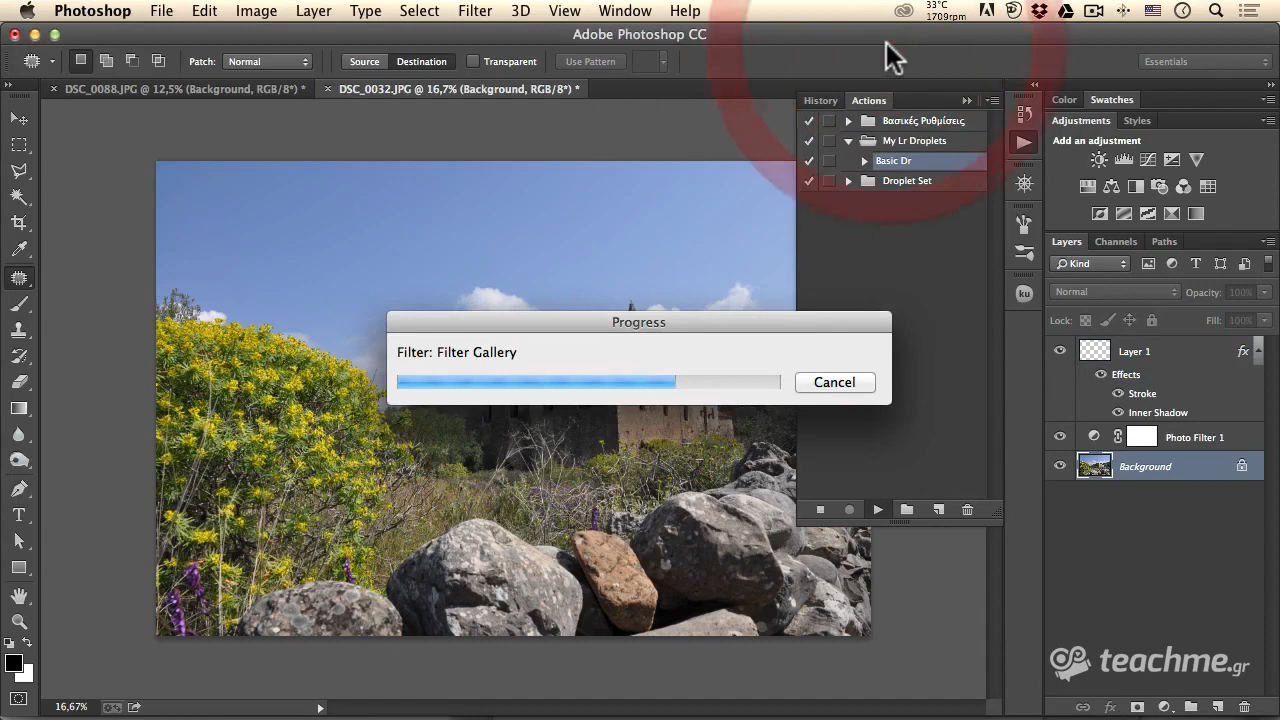 Photoshop File Edit Image Layer Type Select Filter 3D View Window Help 33°C 1709rpm
Adobe Photoshop CC
Patch: Normal Source Destination Transparent Use Pattern Essentials
× DSC_0088.JPG @ 12,5% (Background, RGB/8*) * × DSC_0032.JPG @ 16,7% (Background, RGB/8*) *
History Actions
Βασικές Ρυθμίσεις
My Lr Droplets
Basic Dr
Droplet Set
Color Swatches
Adjustments Styles
Add an adjustment
Layers Channels Paths
Kind
Normal Opacity: 100%
Lock: Fill: 100%
Layer 1 fx
Effects
Stroke
Inner Shadow
Photo Filter 1
Background
Progress
Filter: Filter Gallery
Cancel
ku
teachme.gr
16,67%
fx